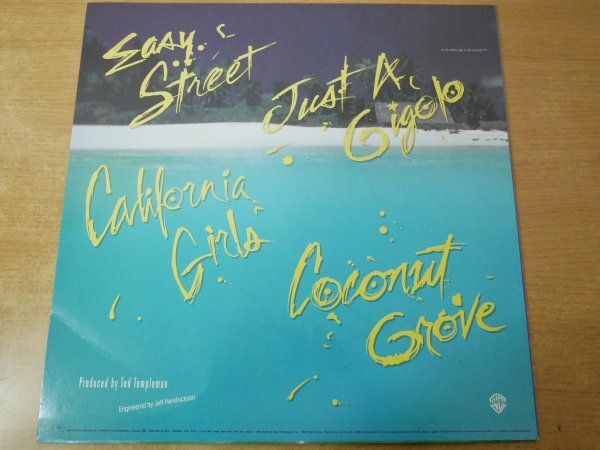 Easy
Street
Just A
Gigolo
California
Girls
Coconut
Grove
Produced by Ted Templeman
Engineered by Jeff Hendrickson